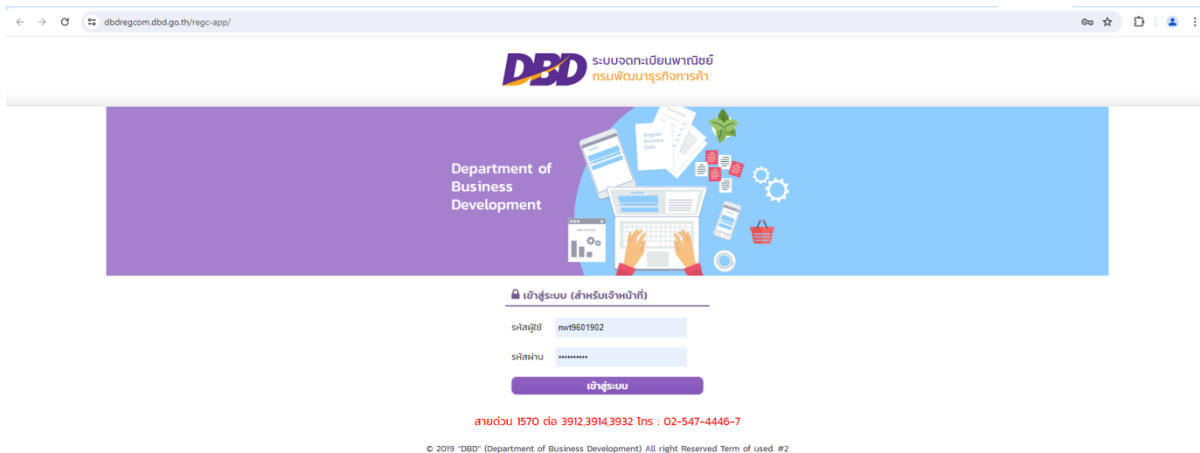 dbdregcom.dbd.go.th/regc-app/
DBD
ระบบจดทะเบียนพาณิชย์
กรมพัฒนาธุรกิจการค้า
Department of
Business
Development
Register
Business
Data
เข้าสู่ระบบ (สำหรับเจ้าหน้าที่)
รหัสผู้ใช้ nwt9601902
รหัสผ่าน ••••••••••
เข้าสู่ระบบ
สายด่วน 1570 ต่อ 3912,3914,3932 โทร : 02-547-4446-7
© 2019 "DBD" (Department of Business Development) All right Reserved Term of used. #2